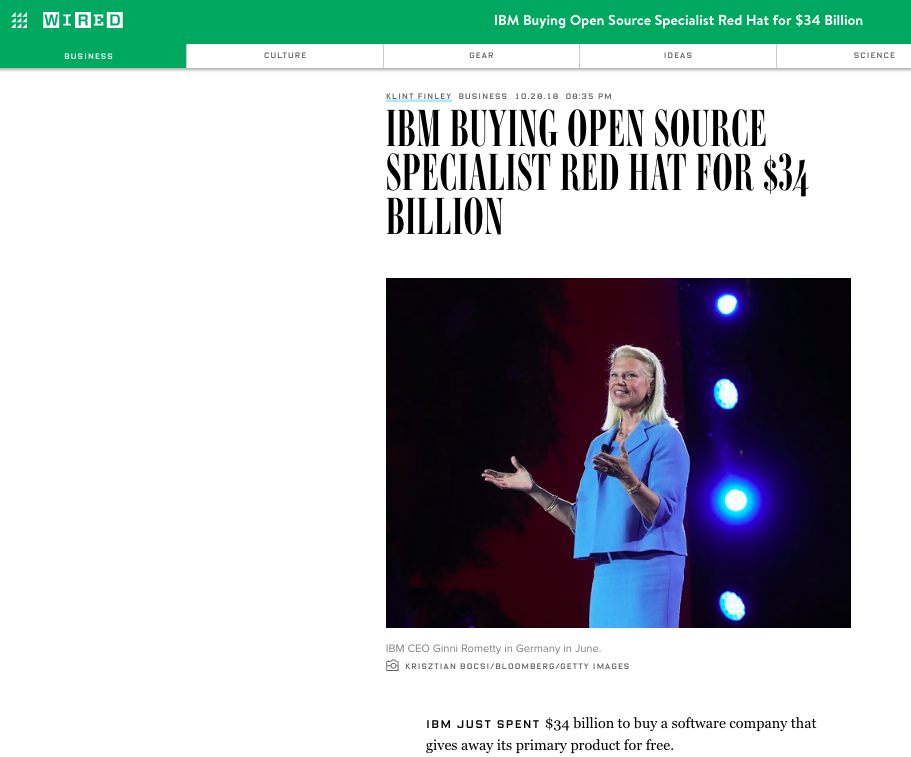 WIRED
IBM Buying Open Source Specialist Red Hat for $34 Billion
BUSINESS
CULTURE
GEAR
IDEAS
SCIENCE
KLINT FINLEY BUSINESS 10.28.18 08:35 PM
IBM BUYING OPEN SOURCE
SPECIALIST RED HAT FOR $34
BILLION
IBM CEO Ginni Rometty in Germany in June.
KRISZTIAN BOCSI/BLOOMBERG/GETTY IMAGES
IBM JUST SPENT $34 billion to buy a software company that
gives away its primary product for free.